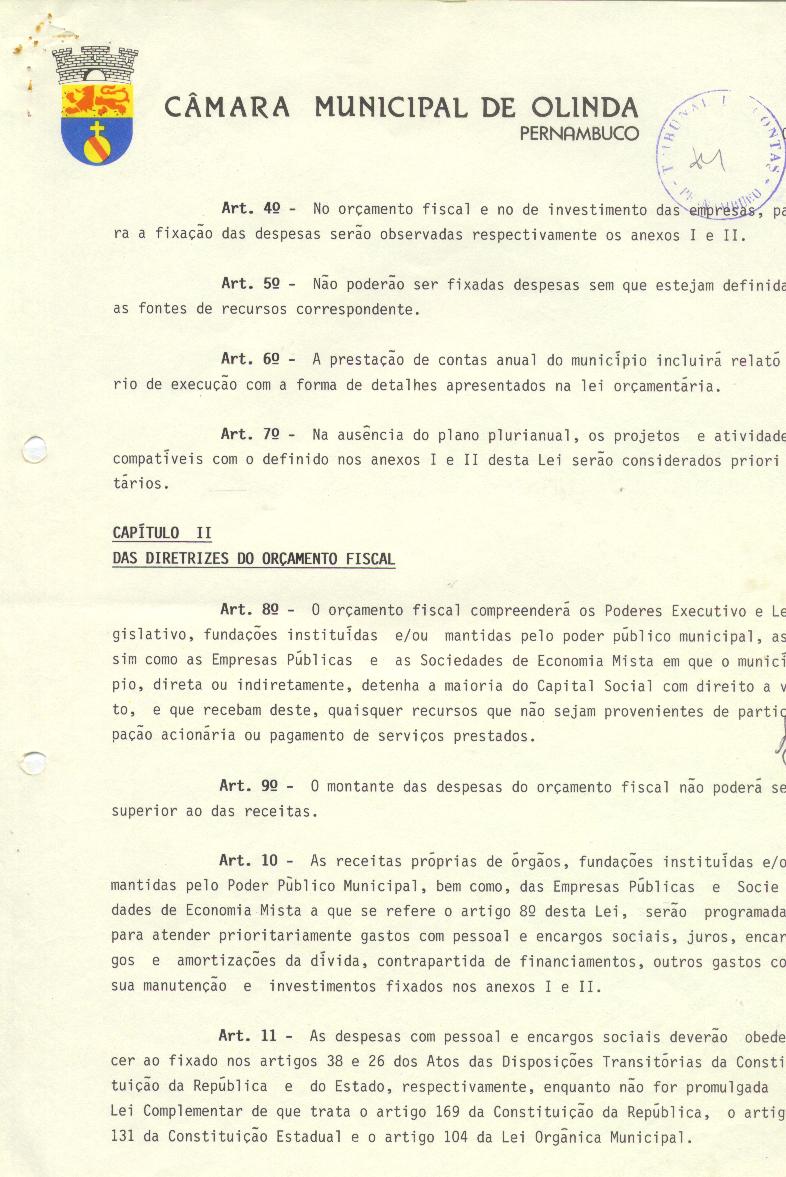 CÂMARA MUNICIPAL DE OLINDA
PERNAMBUCO
Art. 4º - No orçamento fiscal e no de investimento das empresas, pa
ra a fixação das despesas serão observadas respectivamente os anexos I e II.
Art. 5º - Não poderão ser fixadas despesas sem que estejam definida
as fontes de recursos correspondente.
Art. 6º - A prestação de contas anual do município incluirá relató
rio de execução com a forma de detalhes apresentados na lei orçamentária.
Art. 7º - Na ausência do plano plurianual, os projetos e atividade
compatíveis com o definido nos anexos I e II desta Lei serão considerados priori
tários.
CAPÍTULO II
DAS DIRETRIZES DO ORÇAMENTO FISCAL
Art. 8º - O orçamento fiscal compreenderá os Poderes Executivo e Le
gislativo, fundações instituídas e/ou mantidas pelo poder público municipal, as
sim como as Empresas Públicas e as Sociedades de Economia Mista em que o municí
pio, direta ou indiretamente, detenha a maioria do Capital Social com direito a v
to, e que recebam deste, quaisquer recursos que não sejam provenientes de partic
pação acionária ou pagamento de serviços prestados.
Art. 9º - O montante das despesas do orçamento fiscal não poderá se
superior ao das receitas.
Art. 10 - As receitas próprias de órgãos, fundações instituídas e/o
mantidas pelo Poder Público Municipal, bem como, das Empresas Públicas e Socie
dades de Economia Mista a que se refere o artigo 8º desta Lei, serão programada
para atender prioritariamente gastos com pessoal e encargos sociais, juros, encar
gos e amortizações da dívida, contrapartida de financiamentos, outros gastos co
sua manutenção e investimentos fixados nos anexos I e II.
Art. 11 - As despesas com pessoal e encargos sociais deverão obede
cer ao fixado nos artigos 38 e 26 dos Atos das Disposições Transitórias da Consti
tuição da República e do Estado, respectivamente, enquanto não for promulgada
Lei Complementar de que trata o artigo 169 da Constituição da República, o artig
131 da Constituição Estadual e o artigo 104 da Lei Orgânica Municipal.